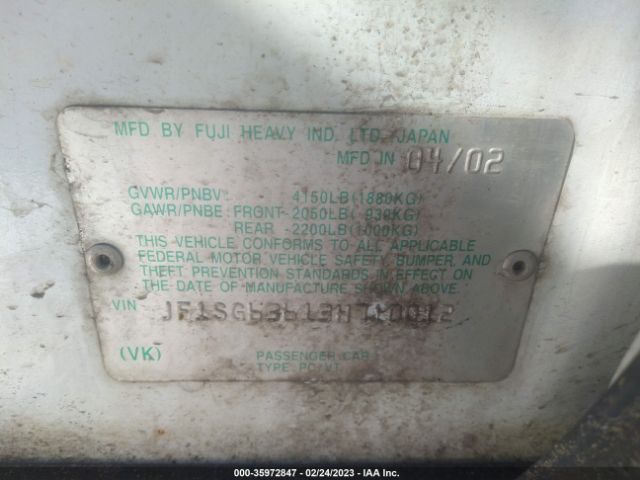 MFD BY FUJI HEAVY IND. LTD. JAPAN
MFD IN 04/02
GVWR/PNBV: 4150LB(1880KG)
GAWR/PNBE: FRONT-2050LB( 930KG)
REAR -2200LB(1000KG)
THIS VEHICLE CONFORMS TO ALL APPLICABLE
FEDERAL MOTOR VEHICLE SAFETY BUMPER, AND
THEFT PREVENTION STANDARDS IN EFFECT ON
THE DATE OF MANUFACTURE SHOWN ABOVE.
VIN
(VK) PASSENGER CAR
TYPE: PC/VT
000-35972847 - 02/24/2023 - IAA Inc.